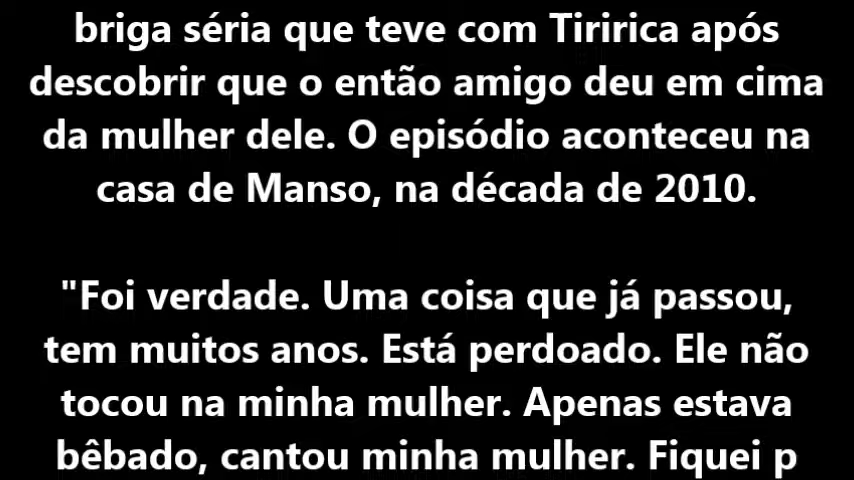 briga séria que teve com Tiririca após
descobrir que o então amigo deu em cima
da mulher dele. O episódio aconteceu na
casa de Manso, na década de 2010.
"Foi verdade. Uma coisa que já passou,
tem muitos anos. Está perdoado. Ele não
tocou na minha mulher. Apenas estava
bêbado, cantou minha mulher. Fiquei p